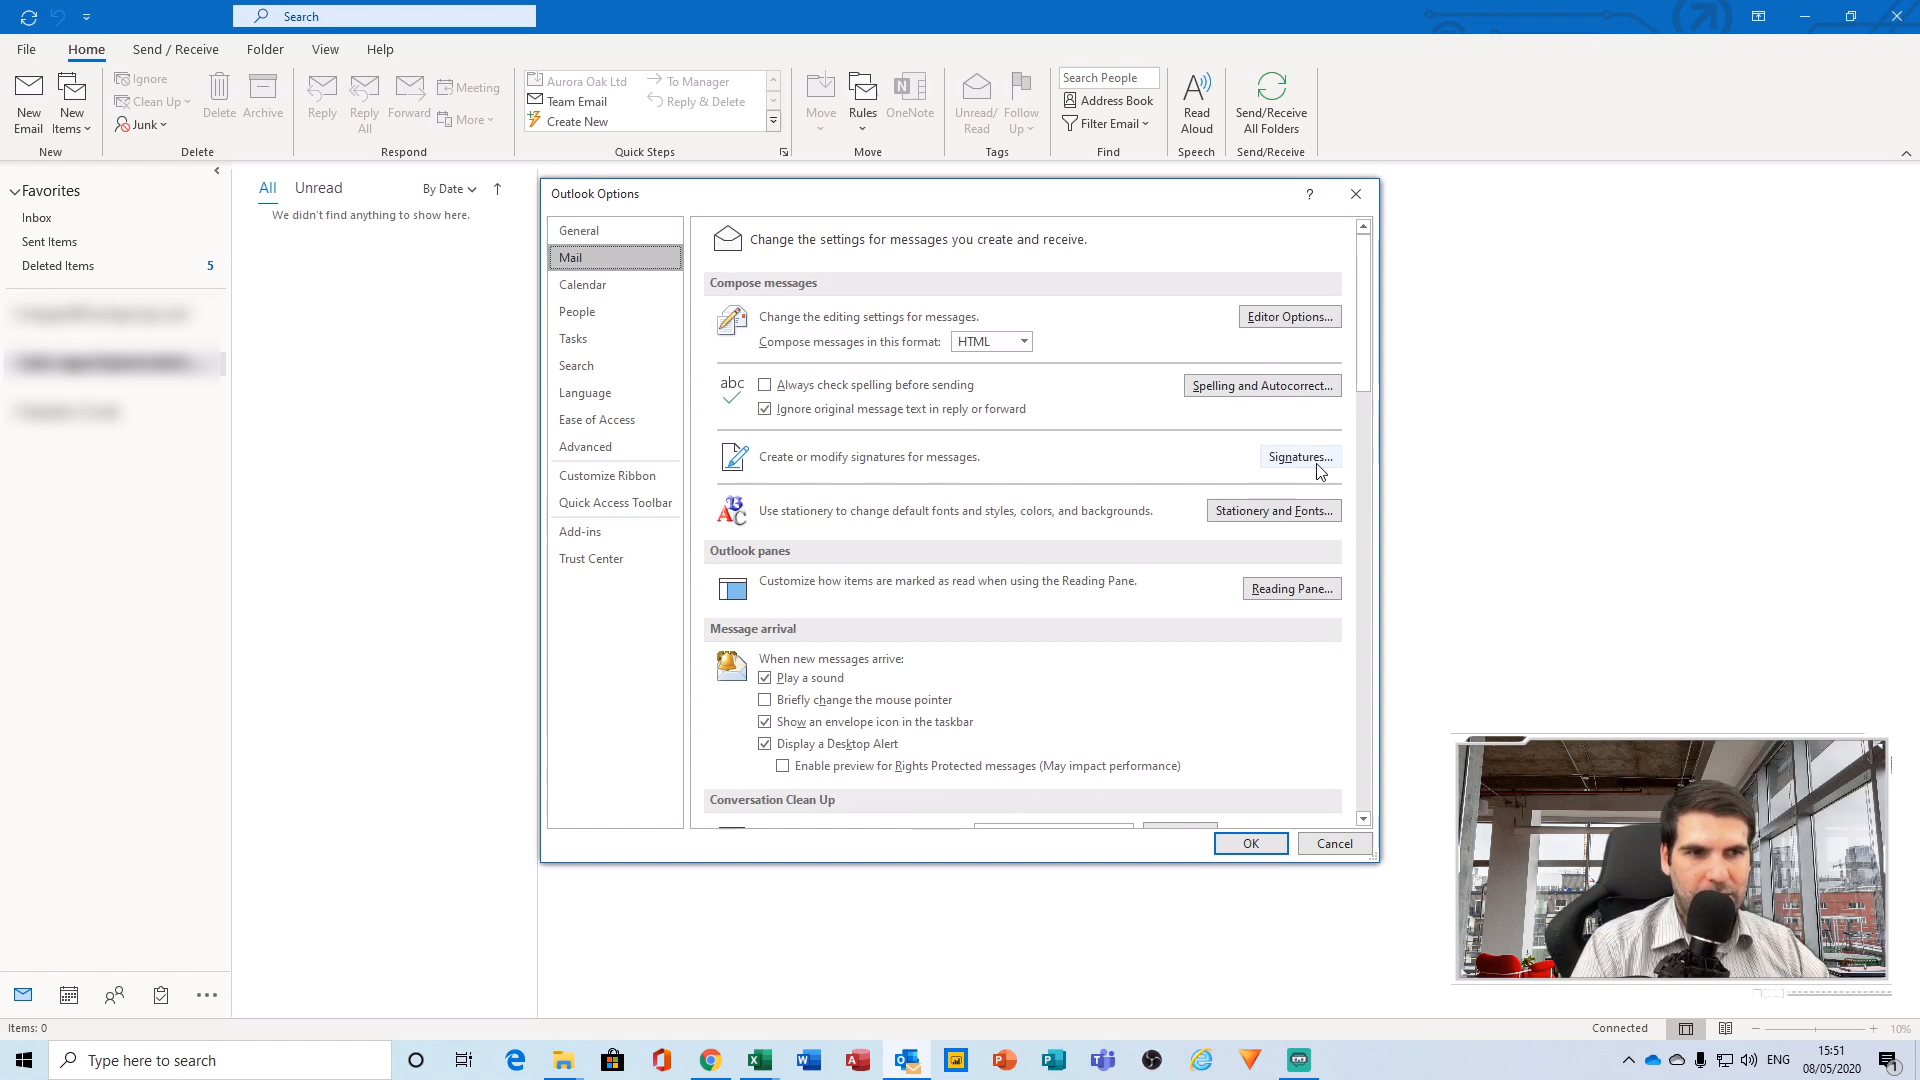 Search
File
Home
Send / Receive
Folder
View
Help
New
Email
New
Items
Ignore
Clean Up
Junk
Delete
Archive
Reply
Reply
All
Forward
Meeting
More
Aurora Oak Ltd
To Manager
Team Email
Reply & Delete
Create New
Move
Rules
OneNote
Unread/
Read
Follow
Up
Search People
Address Book
Filter Email
Read
Aloud
Send/Receive
All Folders
New
Delete
Respond
Quick Steps
Move
Tags
Find
Speech
Send/Receive
Favorites
Inbox
Sent Items
Deleted Items 5
All
Unread
By Date
We didn't find anything to show here.
Outlook Options
?
General
Mail
Calendar
People
Tasks
Search
Language
Ease of Access
Advanced
Customize Ribbon
Quick Access Toolbar
Add-ins
Trust Center
Change the settings for messages you create and receive.
Compose messages
Change the editing settings for messages.
Editor Options...
Compose messages in this format: HTML
abc
Always check spelling before sending
Spelling and Autocorrect...
Ignore original message text in reply or forward
Create or modify signatures for messages.
Signatures...
Use stationery to change default fonts and styles, colors, and backgrounds.
Stationery and Fonts...
Outlook panes
Customize how items are marked as read when using the Reading Pane.
Reading Pane...
Message arrival
When new messages arrive:
Play a sound
Briefly change the mouse pointer
Show an envelope icon in the taskbar
Display a Desktop Alert
Enable preview for Rights Protected messages (May impact performance)
Conversation Clean Up
OK
Cancel
Items: 0
Connected
10%
Type here to search
ENG
15:51
08/05/2020